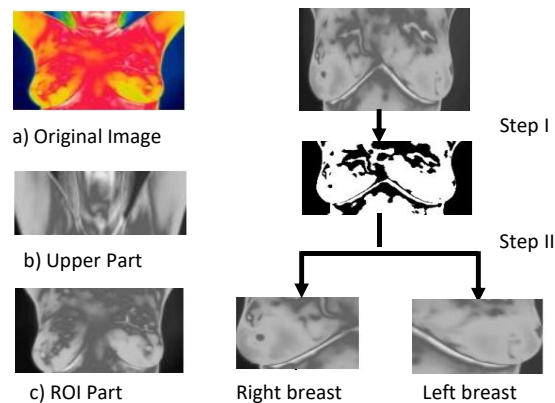 a) Original Image
b) Upper Part
c) ROI Part
Step I
Step II
Right breast
Left breast